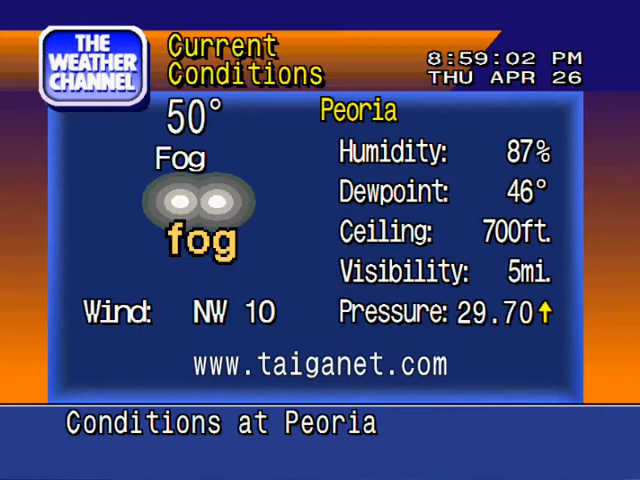 THE
WEATHER
CHANNEL
Current
Conditions
8:59:02 PM
THU APR 26
50°
Fog
fog
Wind: NW 10
Peoria
Humidity: 87%
Dewpoint: 46°
Ceiling: 700ft.
Visibility: 5mi.
Pressure: 29.70↑
www.taiganet.com
Conditions at Peoria